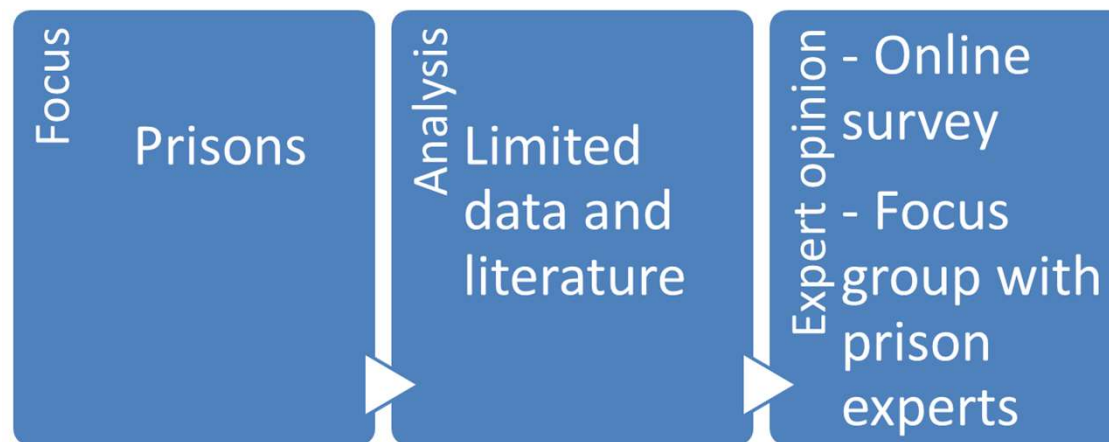 Focus
Prisons
Analysis
Limited
data and
literature
Expert opinion
- Online
survey
- Focus
group with
prison
experts